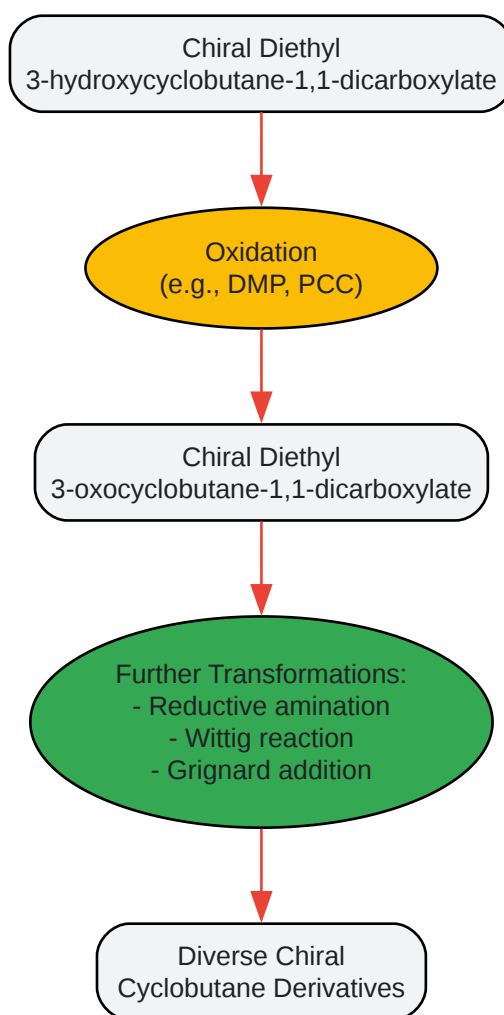 Chiral Diethyl
3-hydroxycyclobutane-1,1-dicarboxylate
Oxidation
(e.g., DMP, PCC)
Chiral Diethyl
3-oxocyclobutane-1,1-dicarboxylate
Further Transformations:
- Reductive amination
- Wittig reaction
- Grignard addition
Diverse Chiral
Cyclobutane Derivatives